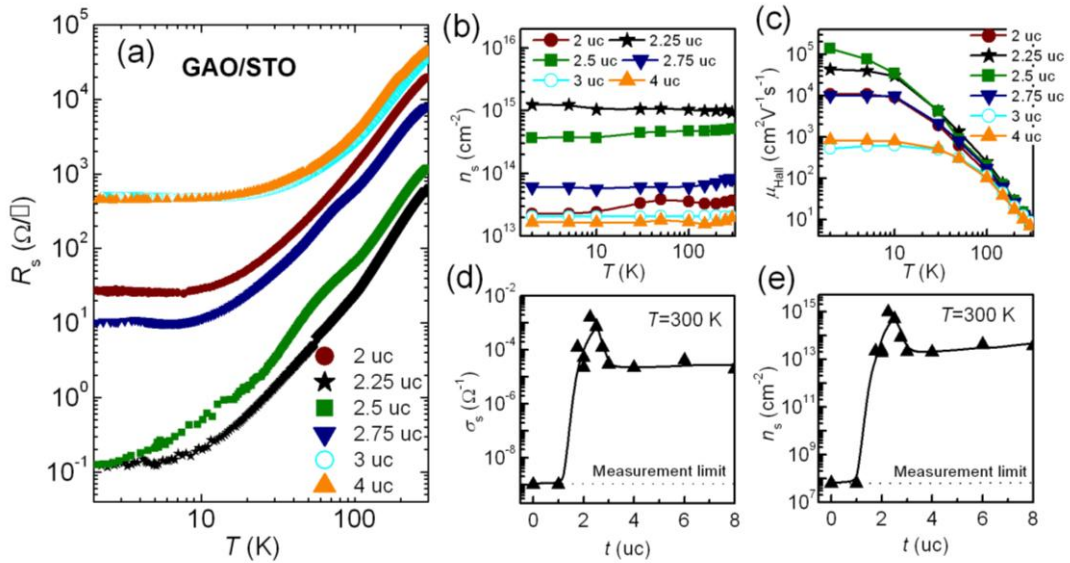 (a)
GAO/STO
10^5
10^4
10^3
10^2
10^1
10^0
10^-1
R_s (Ω/□)
2 uc
2.25 uc
2.5 uc
2.75 uc
3 uc
4 uc
10
100
T (K)
(b)
10^16
10^15
10^14
10^13
n_s (cm^-2)
2 uc 2.25 uc
2.5 uc 2.75 uc
3 uc 4 uc
10
100
T (K)
(c)
10^5
10^4
10^3
10^2
10^1
μ_Hall (cm^2V^-1s^-1)
2 uc
2.25 uc
2.5 uc
2.75 uc
3 uc
4 uc
10
100
T (K)
(d)
T=300 K
10^-2
10^-4
10^-6
10^-8
σ_s (Ω^-1)
Measurement limit
0 2 4 6 8
t (uc)
(e)
T=300 K
10^15
10^13
10^15
10^13
10^11
10^9
10^7
n_s (cm^-2)
Measurement limit
0 2 4 6 8
t (uc)